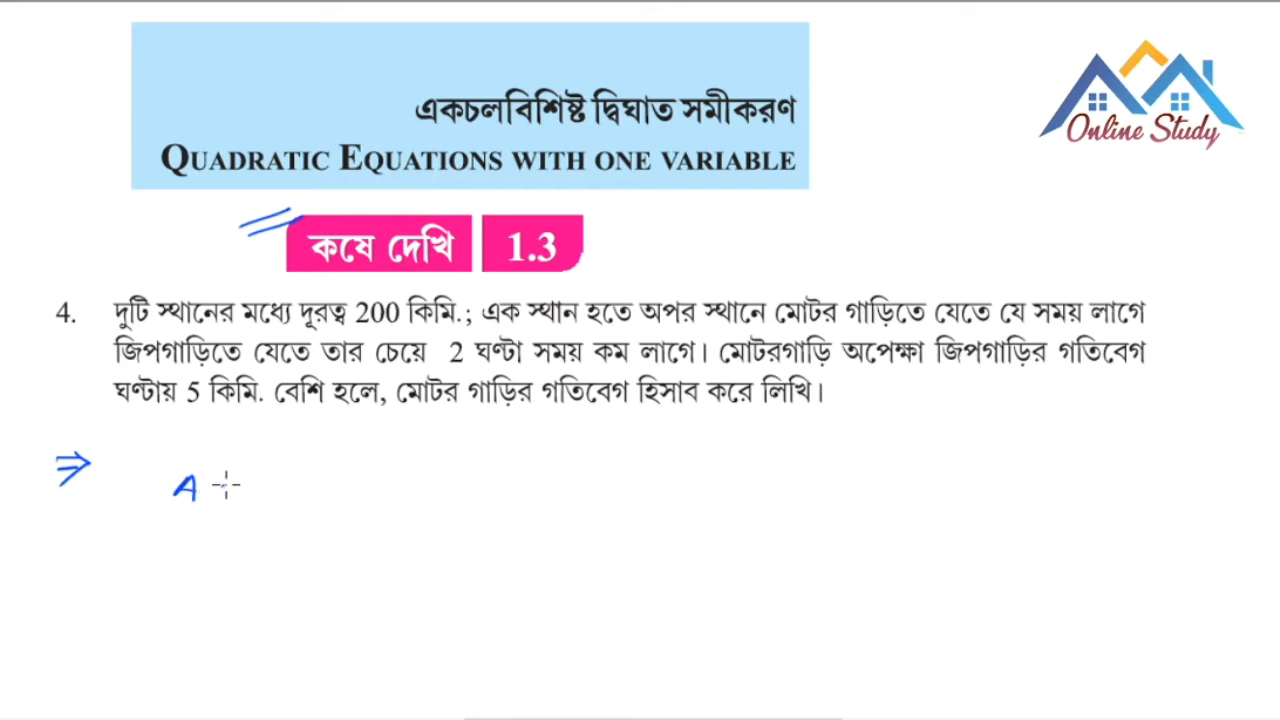 একচলবিশিষ্ট দ্বিঘাত সমীকরণ
QUADRATIC EQUATIONS WITH ONE VARIABLE
Online Study
কষে দেখি 1.3
4. দুটি স্থানের মধ্যে দূরত্ব 200 কিমি.; এক স্থান হতে অপর স্থানে মোটর গাড়িতে যেতে যে সময় লাগে
জিপগাড়িতে যেতে তার চেয়ে 2 ঘণ্টা সময় কম লাগে। মোটরগাড়ি অপেক্ষা জিপগাড়ির গতিবেগ
ঘণ্টায় 5 কিমি. বেশি হলে, মোটর গাড়ির গতিবেগ হিসাব করে লিখি।
⇒ A